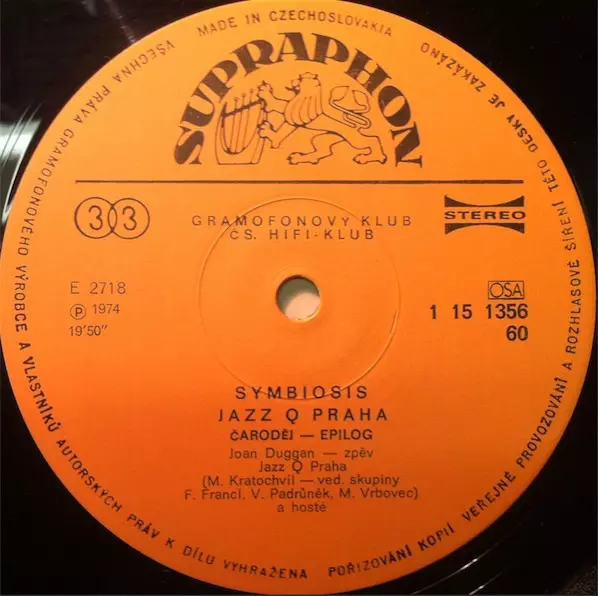 MADE IN CZECHOSLOVAKIA
SUPRAPHON
VŠECHNA PRÁVA GRAMOFONOVÉHO VÝROBCE A VLASTNÍKŮ AUTORSKÝCH PRÁV K DÍLU VYHRAŽENA
POŘIZOVÁNÍ KOPIÍ VEŘEJNÉ PROVOZOVÁNÍ A ROZHLASOVÉ ŠÍŘENÍ TÉTO DESKY JE ZAKÁZÁNO
33
GRAMOFONOVÝ KLUB
ČS. HIFI-KLUB
STEREO
E 2718
Ⓟ 1974
19'50"
OSA
1 15 1356
60
SYMBIOSIS
JAZZ Q PRAHA
ČARODĚJ — EPILOG
Joan Duggan — zpěv
Jazz Q Praha
(M. Kratochvíl — ved. skupiny
F. Francl, V. Padrůněk, M. Vrbovec)
a hosté